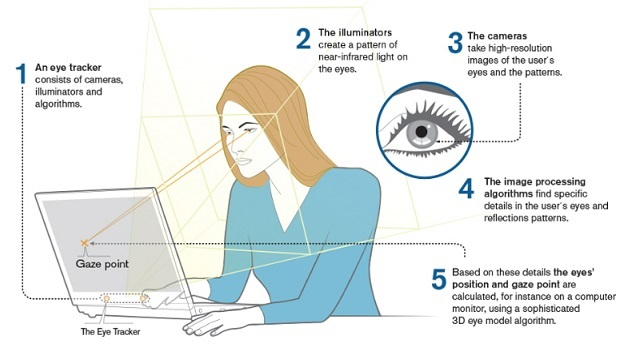 1
An eye tracker
consists of cameras,
illuminators and
algorithms.
2
The illuminators
create a pattern of
near-infrared light on
the eyes.
3
The cameras
take high-resolution
images of the user's
eyes and the patterns.
4
The image processing
algorithms find specific
details in the user's eyes and
reflections patterns.
5
Based on these details the eyes'
position and gaze point are
calculated, for instance on a computer
monitor, using a sophisticated
3D eye model algorithm.
Gaze point
The Eye Tracker